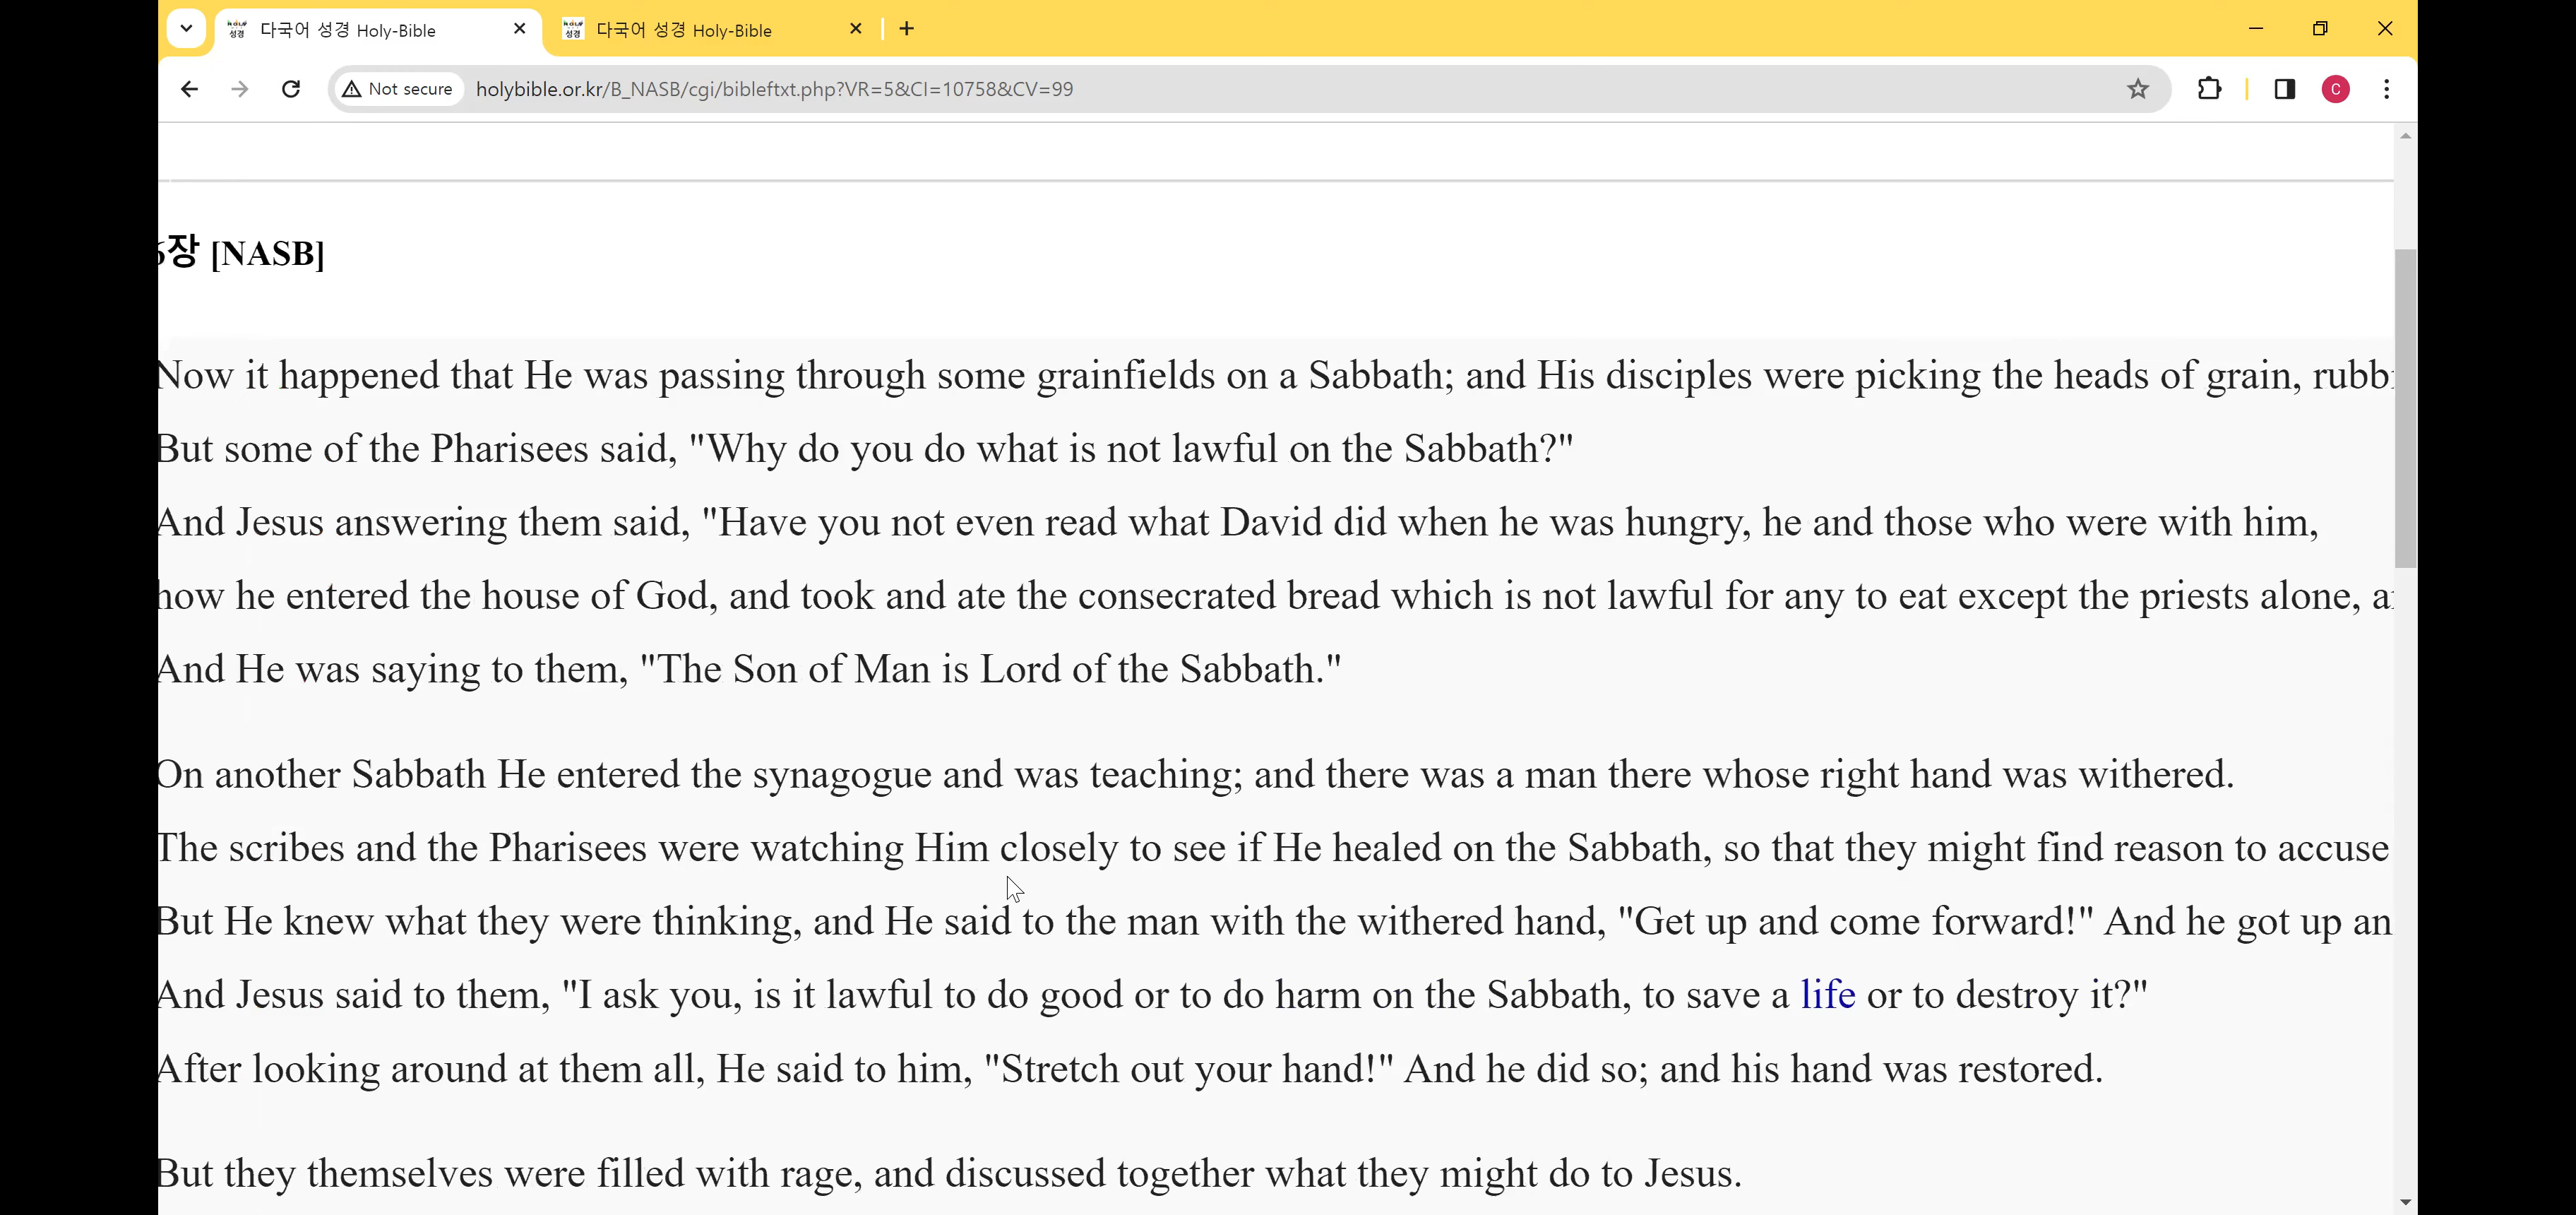 다국어 성경 Holy-Bible
다국어 성경 Holy-Bible
Not secure holybible.or.kr/B_NASB/cgi/bibleftxt.php?VR=5&CI=10758&CV=99
C
6장 [NASB]
Now it happened that He was passing through some grainfields on a Sabbath; and His disciples were picking the heads of grain,
But some of the Pharisees said, "Why do you do what is not lawful on the Sabbath?"
And Jesus answering them said, "Have you not even read what David did when he was hungry, he and those who were with him,
how he entered the house of God, and took and ate the consecrated bread which is not lawful for any to eat except the priests alone,
And He was saying to them, "The Son of Man is Lord of the Sabbath."
On another Sabbath He entered the synagogue and was teaching; and there was a man there whose right hand was withered.
The scribes and the Pharisees were watching Him closely to see if He healed on the Sabbath, so that they might find reason to accuse
But He knew what they were thinking, and He said to the man with the withered hand, "Get up and come forward!" And he got up an
And Jesus said to them, "I ask you, is it lawful to do good or to do harm on the Sabbath, to save a life or to destroy it?"
After looking around at them all, He said to him, "Stretch out your hand!" And he did so; and his hand was restored.
But they themselves were filled with rage, and discussed together what they might do to Jesus.